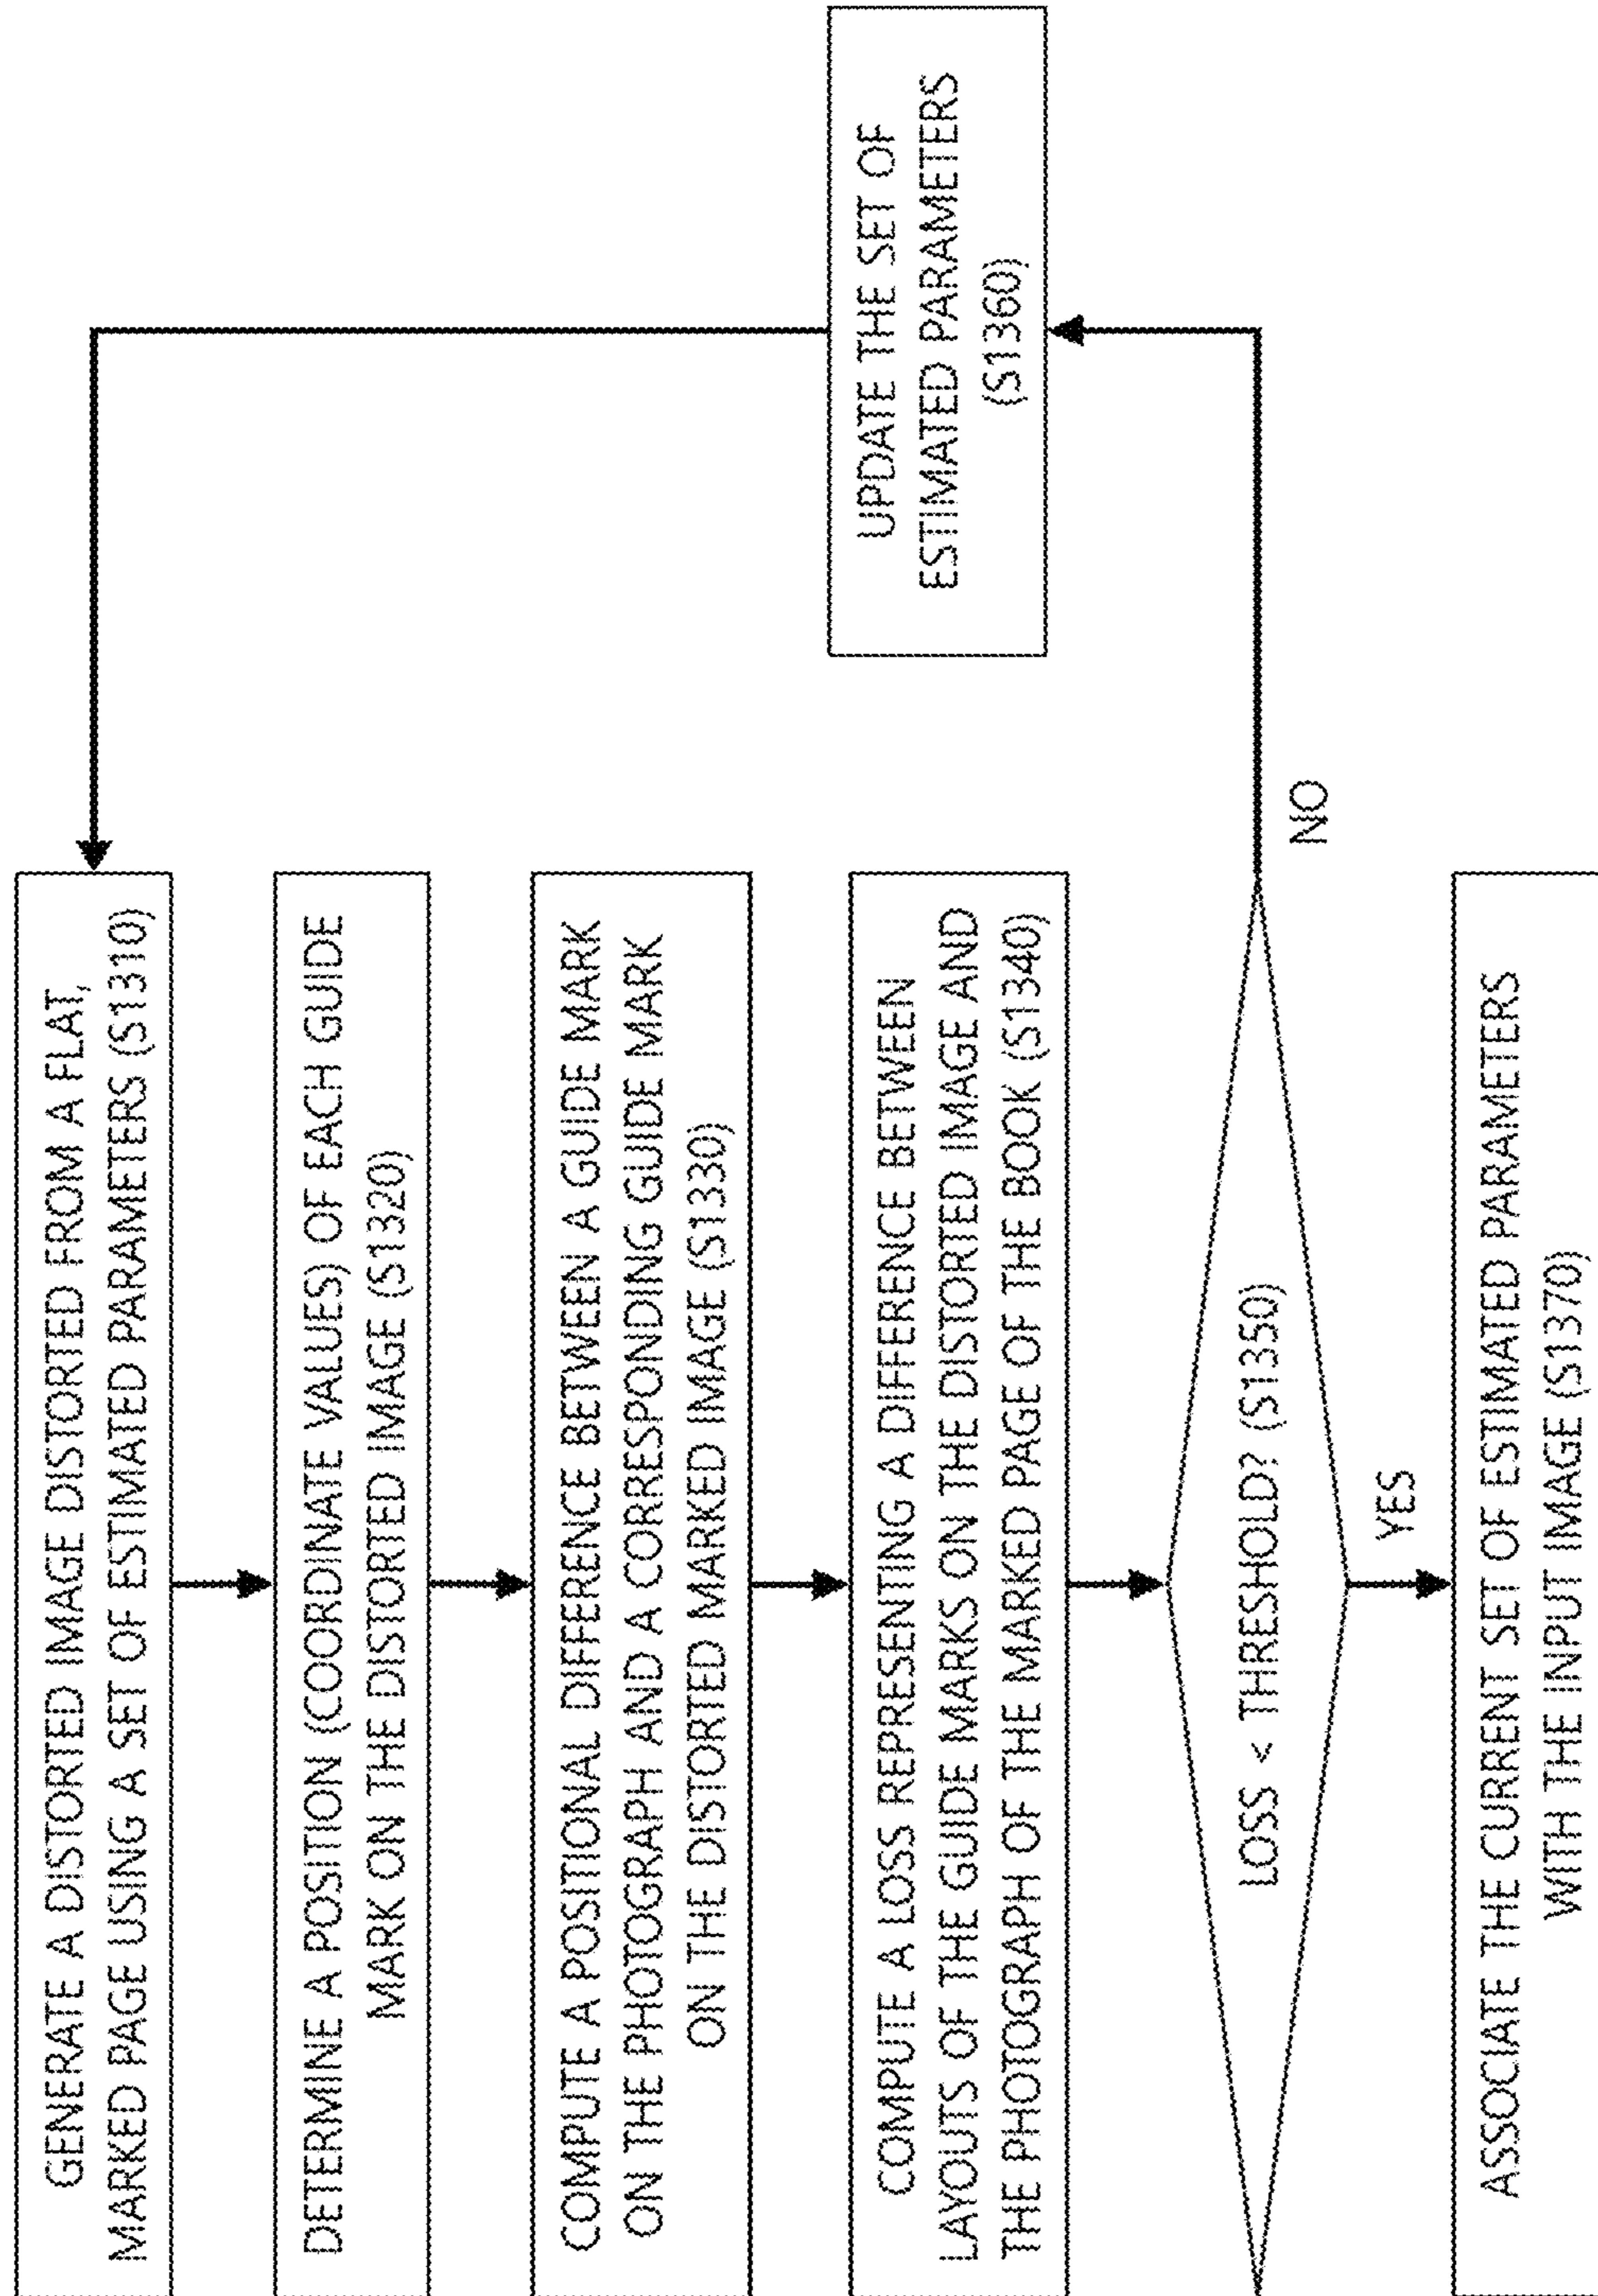 GENERATE A DISTORTED IMAGE DISTORTED FROM A FLAT,
MARKED PAGE USING A SET OF ESTIMATED PARAMETERS (S1310)
DETERMINE A POSITION (COORDINATE VALUES) OF EACH GUIDE
MARK ON THE DISTORTED IMAGE (S1320)
COMPUTE A POSITIONAL DIFFERENCE BETWEEN A GUIDE MARK
ON THE PHOTOGRAPH AND A CORRESPONDING GUIDE MARK
ON THE DISTORTED MARKED IMAGE (S1330)
COMPUTE A LOSS REPRESENTING A DIFFERENCE BETWEEN
LAYOUTS OF THE GUIDE MARKS ON THE DISTORTED IMAGE AND
THE PHOTOGRAPH OF THE MARKED PAGE OF THE BOOK (S1340)
LOSS < THRESHOLD? (S1350)
NO
UPDATE THE SET OF
ESTIMATED PARAMETERS
(S1360)
YES
ASSOCIATE THE CURRENT SET OF ESTIMATED PARAMETERS
WITH THE INPUT IMAGE (S1370)